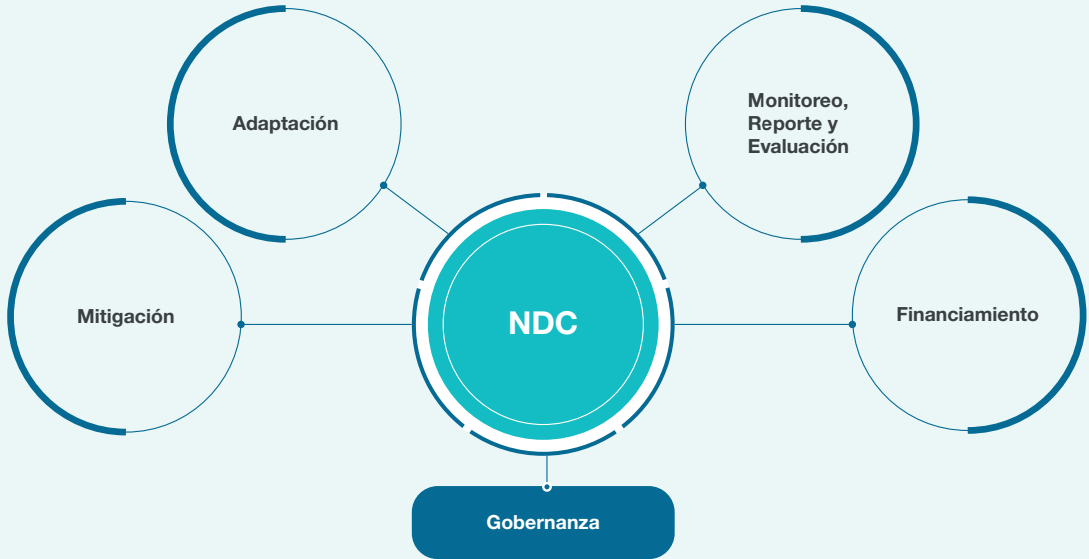 Adaptación
Monitoreo,
Reporte y
Evaluación
Mitigación
NDC
Financiamiento
Gobernanza